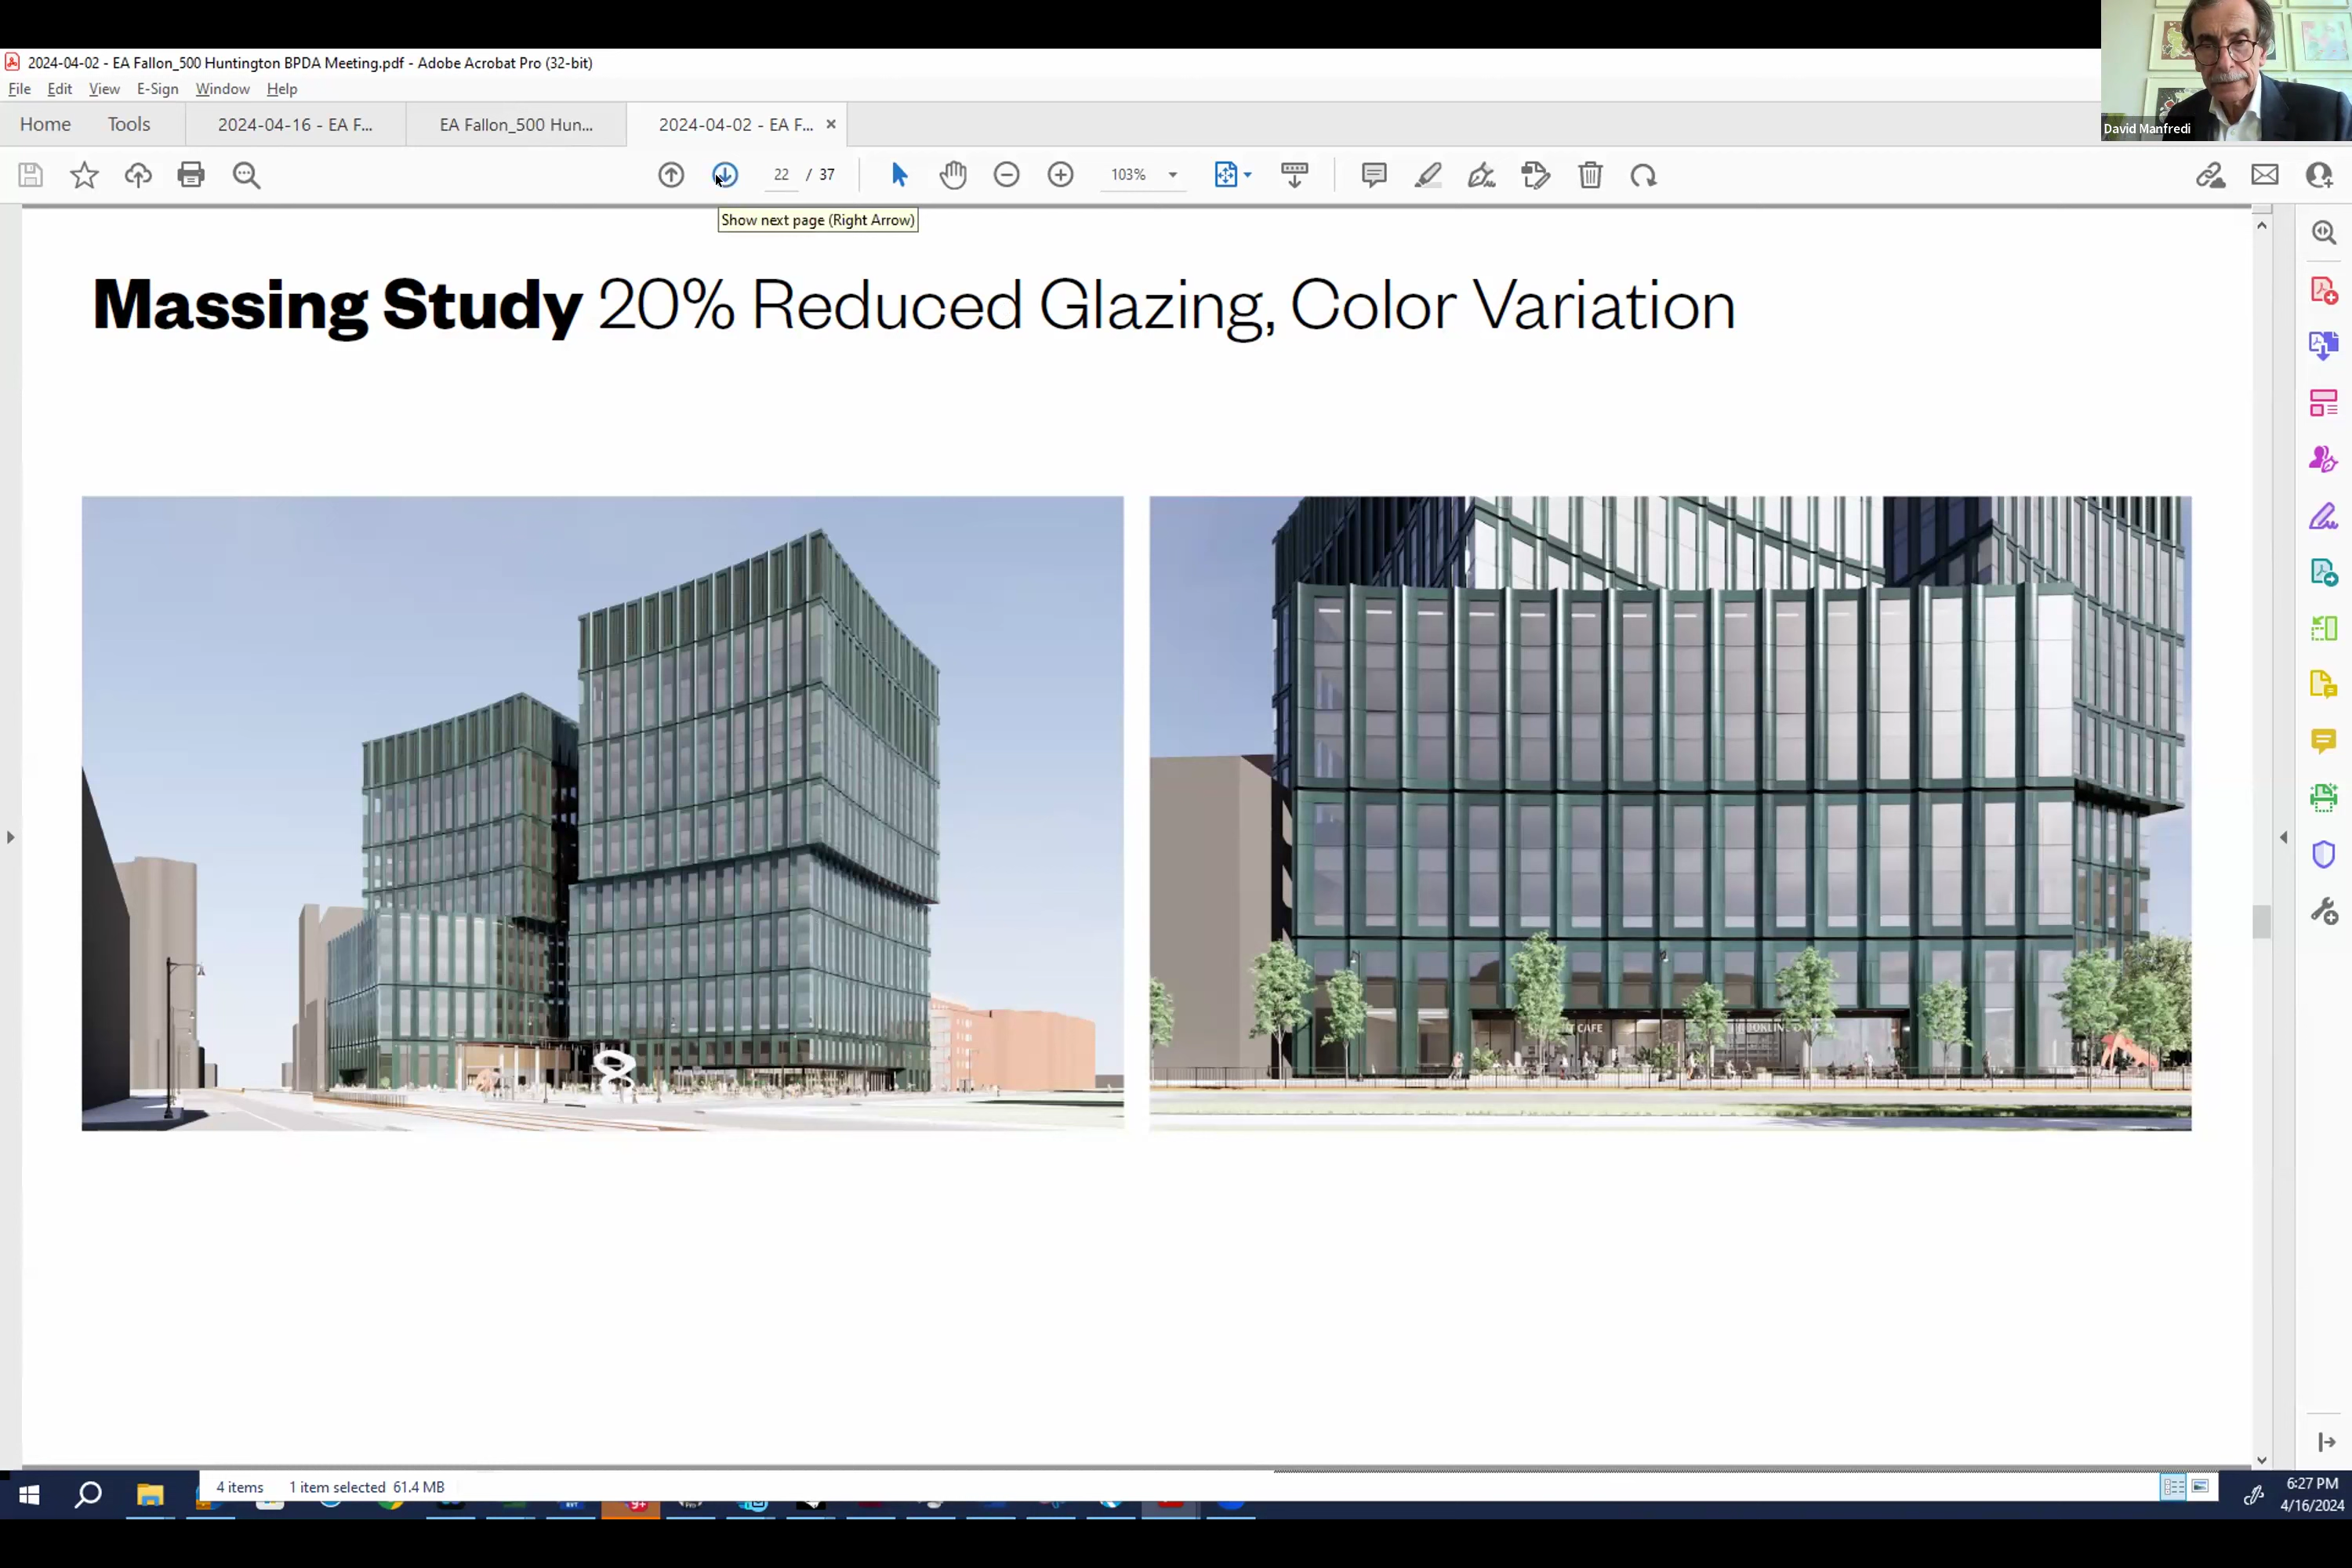 2024-04-02 - EA Fallon_500 Huntington BPDA Meeting.pdf - Adobe Acrobat Pro (32-bit)
File Edit View E-Sign Window Help
Home Tools 2024-04-16 - EA F... EA Fallon_500 Hun... 2024-04-02 - EA F...
David Manfredi
22 / 37 103%
Show next page (Right Arrow)
Massing Study 20% Reduced Glazing, Color Variation
CAFE
4 items 1 item selected 61.4 MB
6:27 PM
4/16/2024